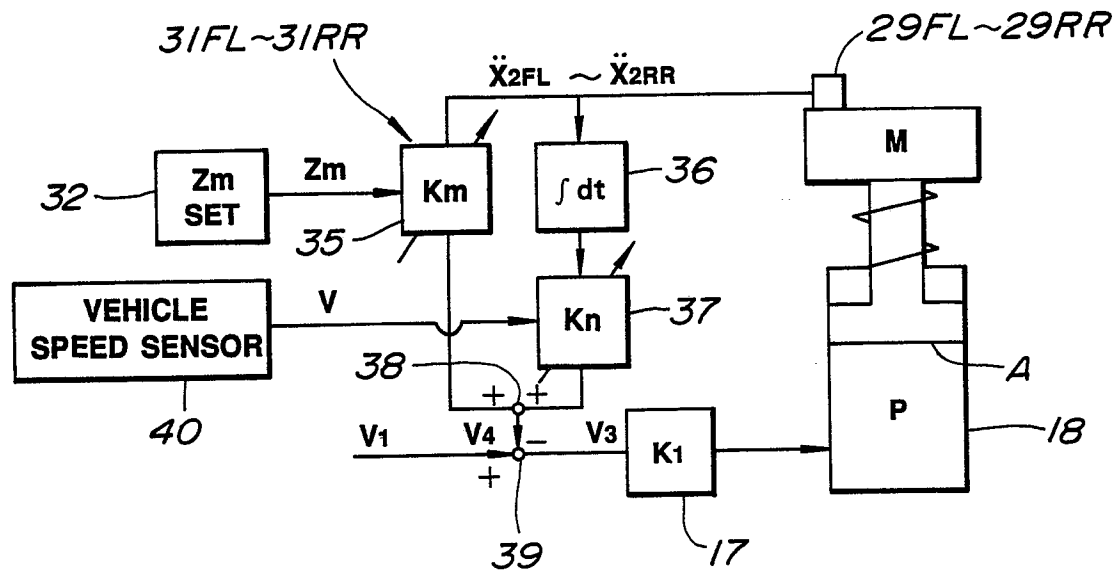 31FL~31RR
29FL~29RR
Ẍ2FL ~ Ẍ2RR
M
32
Zm
SET
Zm
Km
35
∫ dt
36
VEHICLE
SPEED SENSOR
V
Kn
37
40
38
+ +
A
P
18
V1
V4
−
V3
+
K1
39
17